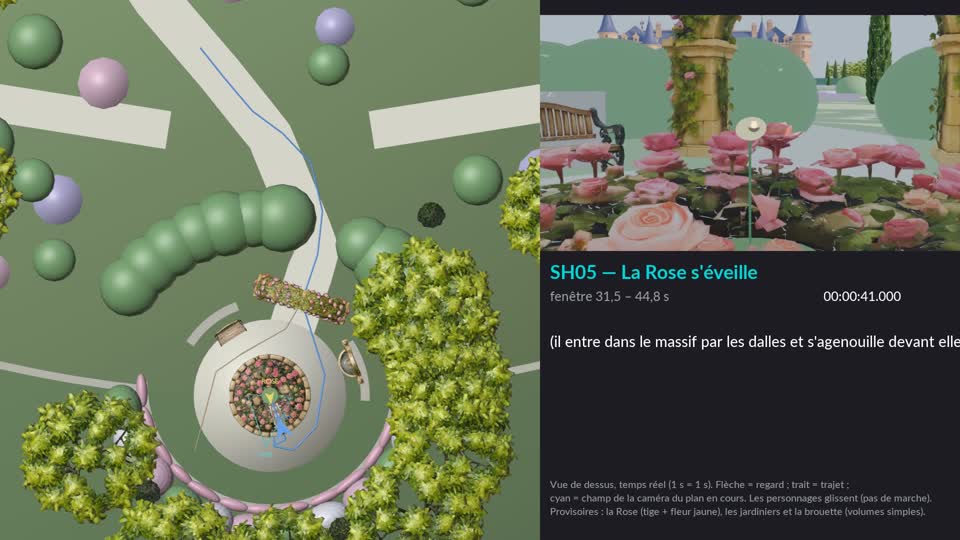 SH05 — La Rose s'éveille
fenêtre 31,5 – 44,8 s
00:00:41.000
(il entre dans le massif par les dalles et s'agenouille devant elle
ROSE
Vue de dessus, temps réel (1 s = 1 s). Flèche = regard ; trait = trajet ;
cyan = champ de la caméra du plan en cours. Les personnages glissent (pas de marche).
Provisoires : la Rose (tige + fleur jaune), les jardiniers et la brouette (volumes simples).